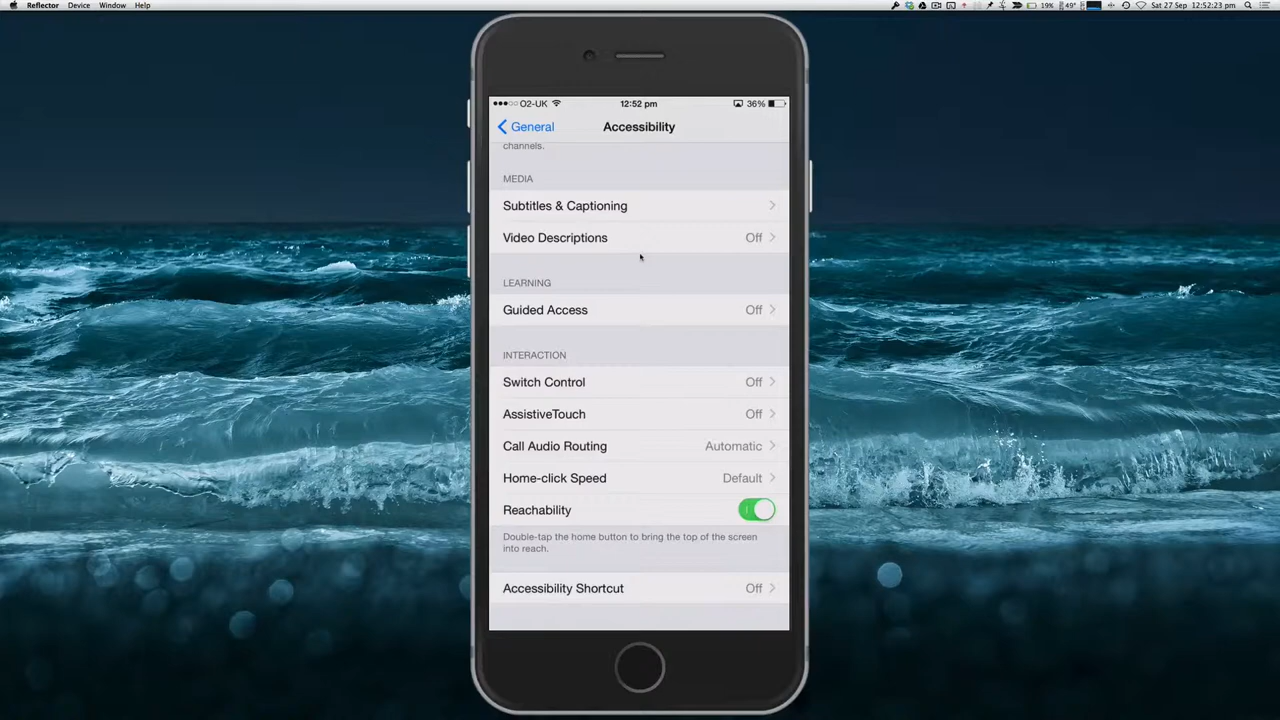 Reflector Device Window Help 19% 49° Sat 27 Sep 12:52:23 pm
O2-UK 12:52 pm 36%
General Accessibility
channels.
MEDIA
Subtitles & Captioning
Video Descriptions Off
LEARNING
Guided Access Off
INTERACTION
Switch Control Off
AssistiveTouch Off
Call Audio Routing Automatic
Home-click Speed Default
Reachability
Double-tap the home button to bring the top of the screen
into reach.
Accessibility Shortcut Off